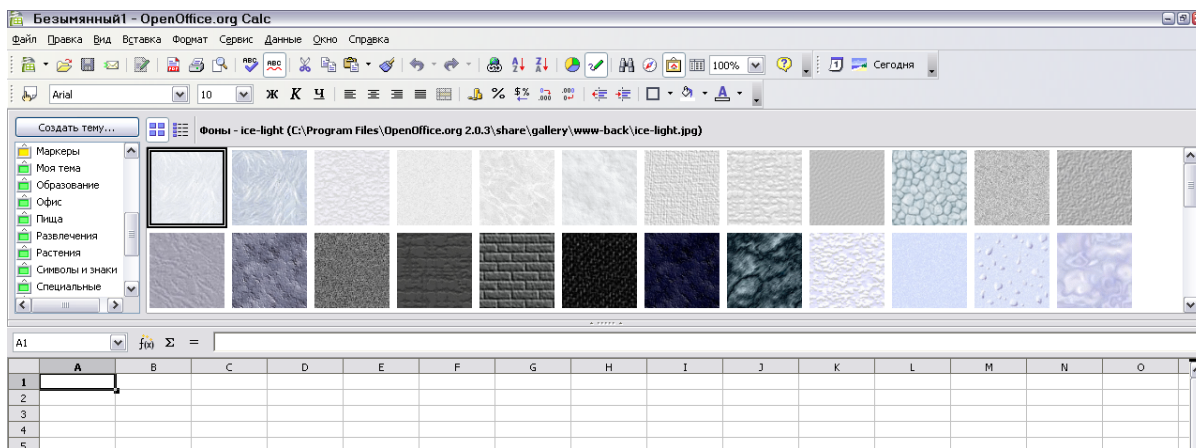 Безымянный1 - OpenOffice.org Calc
Файл Правка Вид Вставка Формат Сервис Данные Окно Справка
ABC ABC 100% Сегодня
Arial 10 Ж К Ч
Создать тему... Фоны - ice-light (C:\Program Files\OpenOffice.org 2.0.3\share\gallery\www-back\ice-light.jpg)
Маркеры
Моя тема
Образование
Офис
Пища
Развлечения
Растения
Символы и знаки
Специальные
A1 f(x) Σ =
A B C D E F G H I J K L M N O
1
2
3
4
5